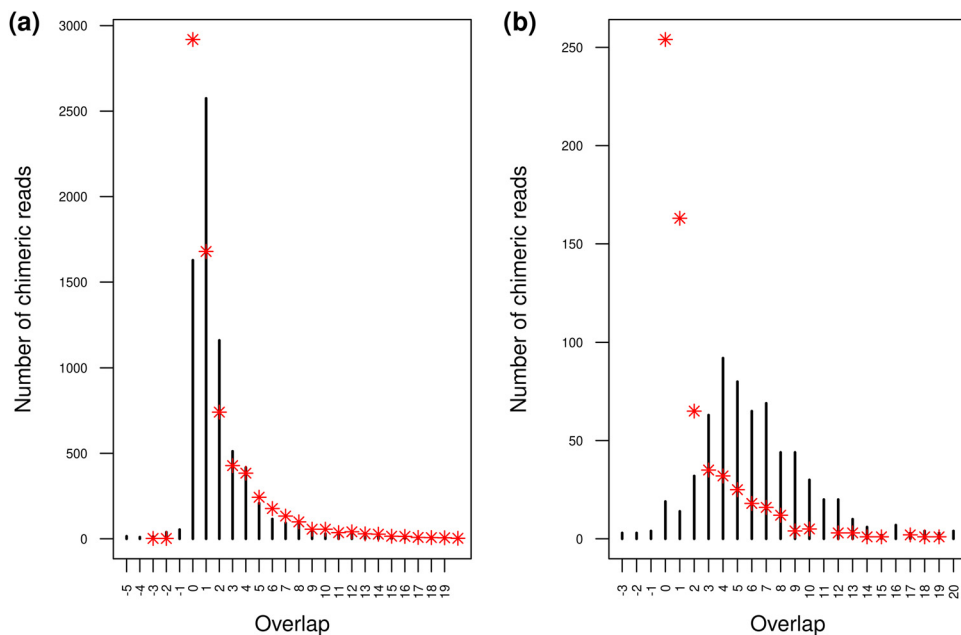 (a)
Number of chimeric reads
3000
2500
2000
1500
1000
500
0
-5 -4 -3 -2 -1 0 1 2 3 4 5 6 7 8 9 10 11 12 13 14 15 16 17 18 19
Overlap
(b)
Number of chimeric reads
250
200
150
100
50
0
-3 -2 -1 0 1 2 3 4 5 6 7 8 9 10 11 12 13 14 15 16 17 18 19 20
Overlap